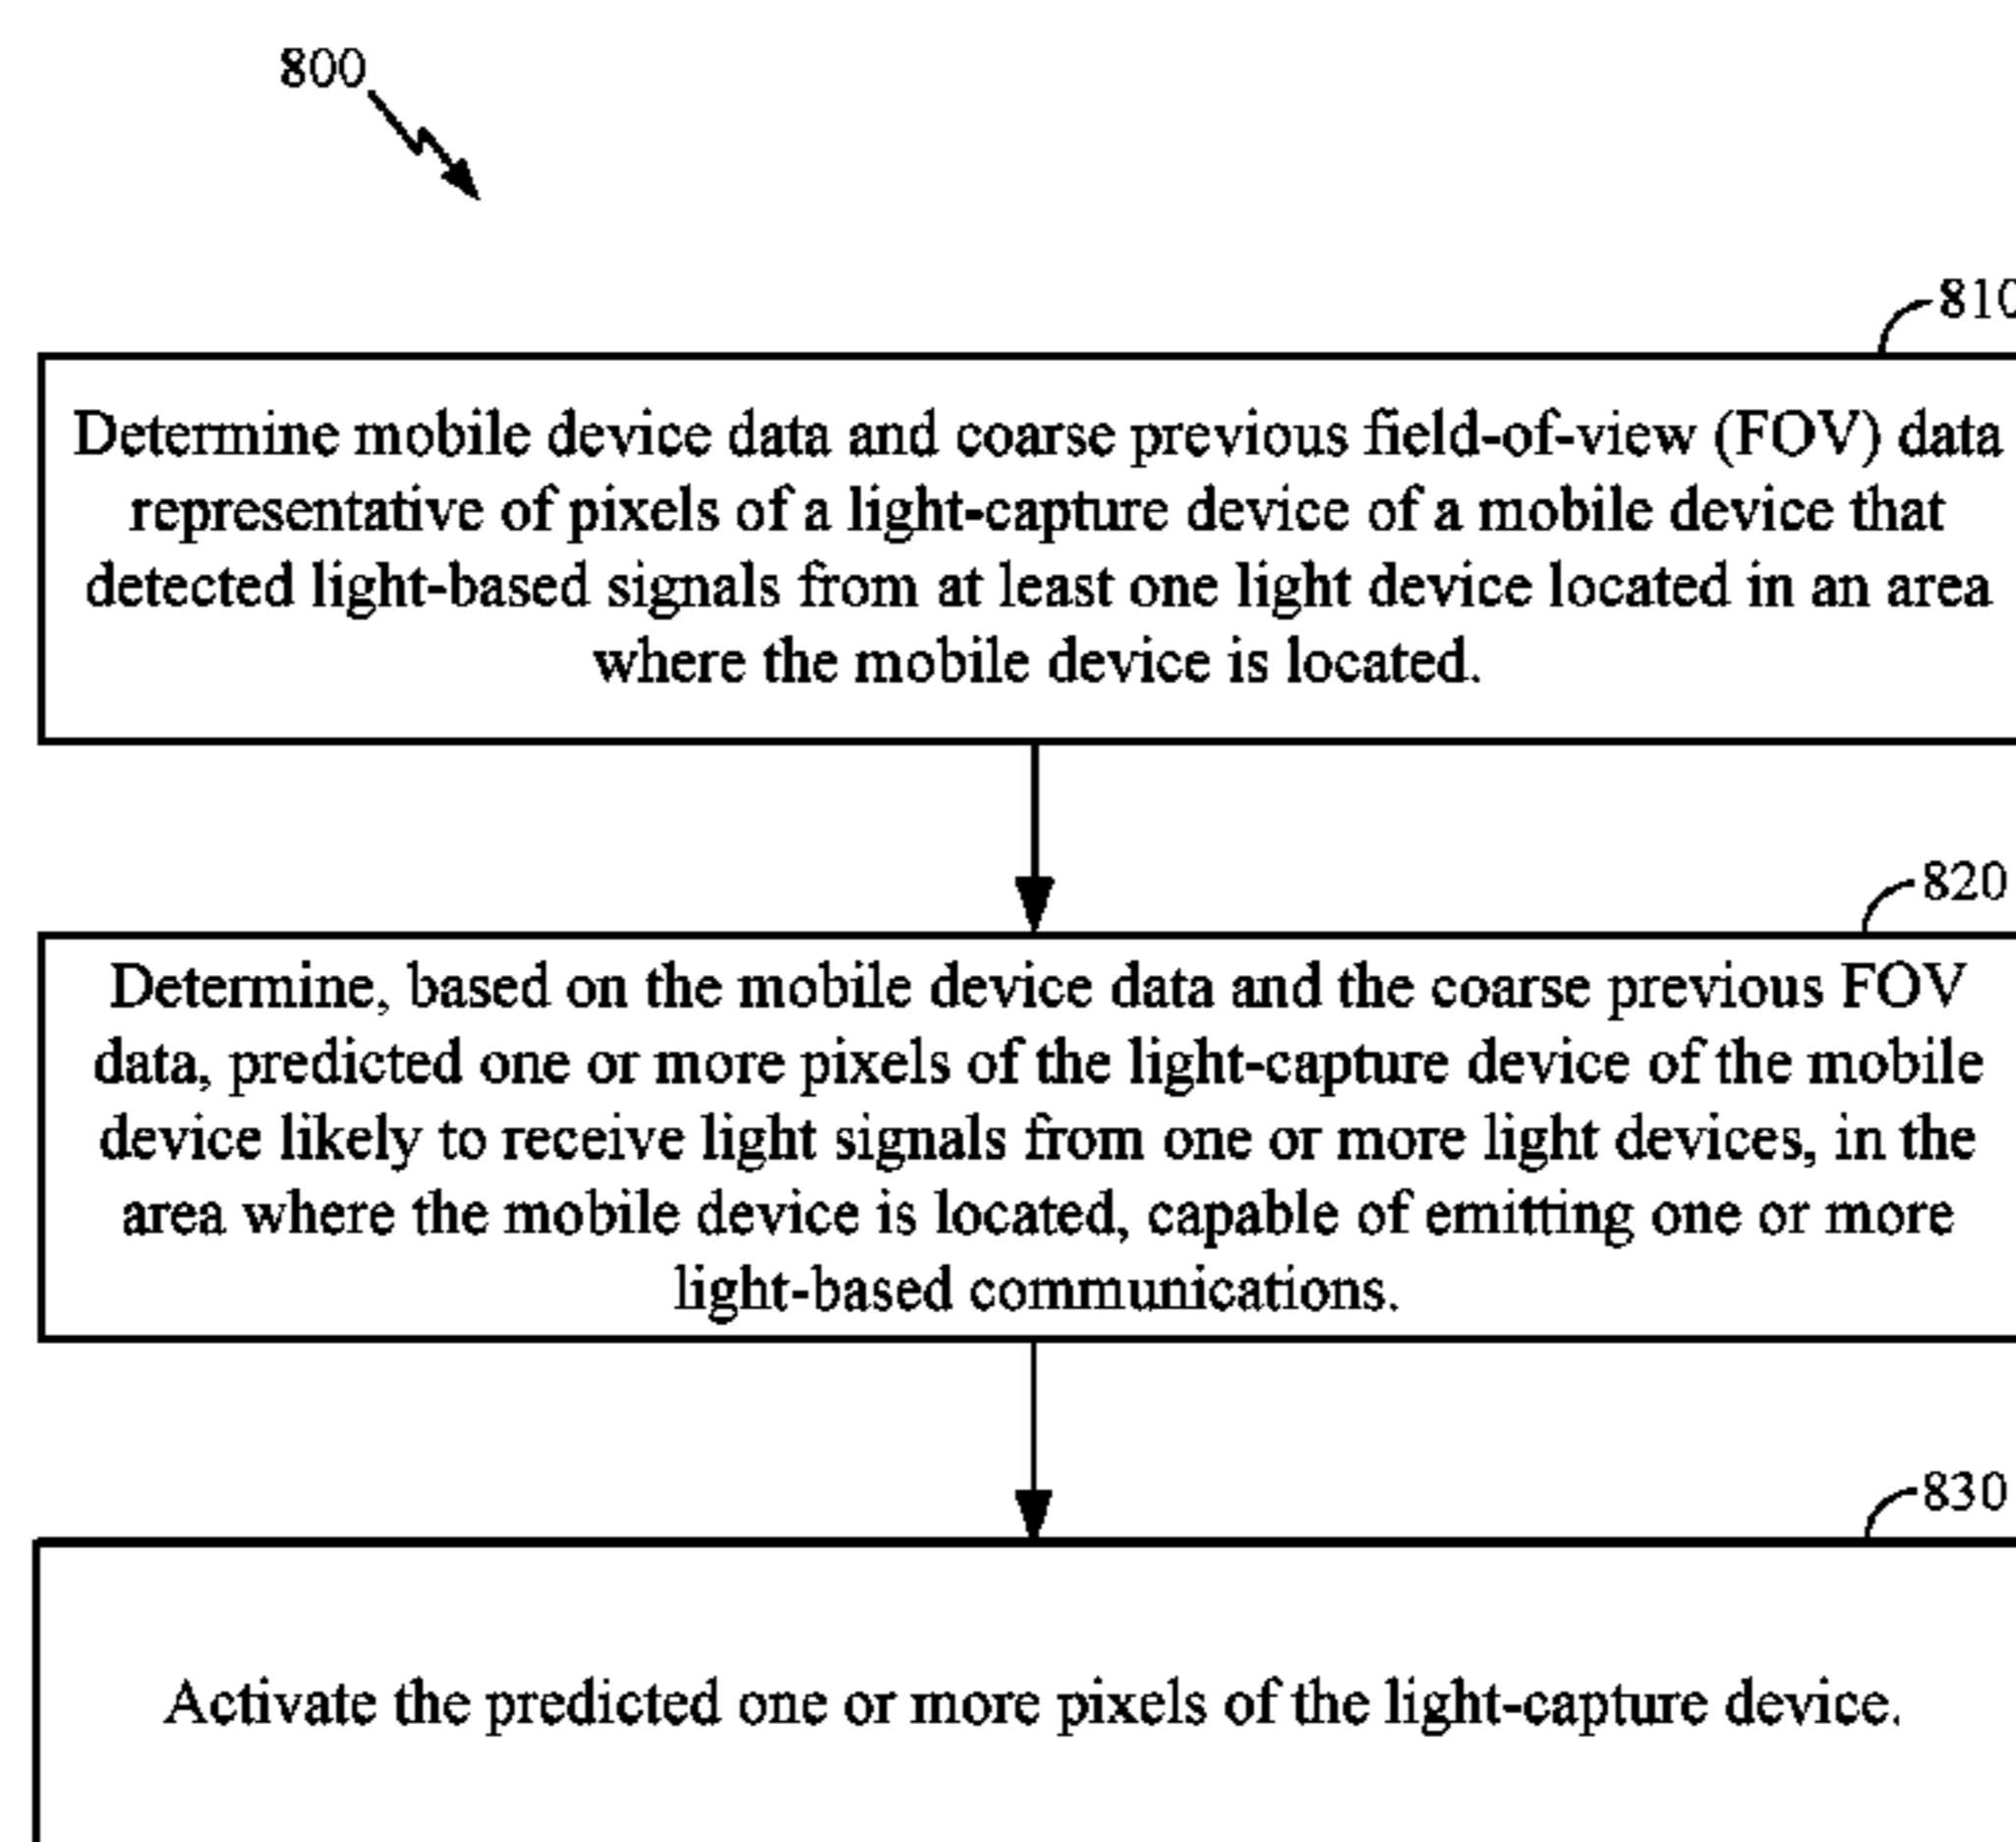 800
810
Determine mobile device data and coarse previous field-of-view (FOV) data
representative of pixels of a light-capture device of a mobile device that
detected light-based signals from at least one light device located in an area
where the mobile device is located.
820
Determine, based on the mobile device data and the coarse previous FOV
data, predicted one or more pixels of the light-capture device of the mobile
device likely to receive light signals from one or more light devices, in the
area where the mobile device is located, capable of emitting one or more
light-based communications.
830
Activate the predicted one or more pixels of the light-capture device.